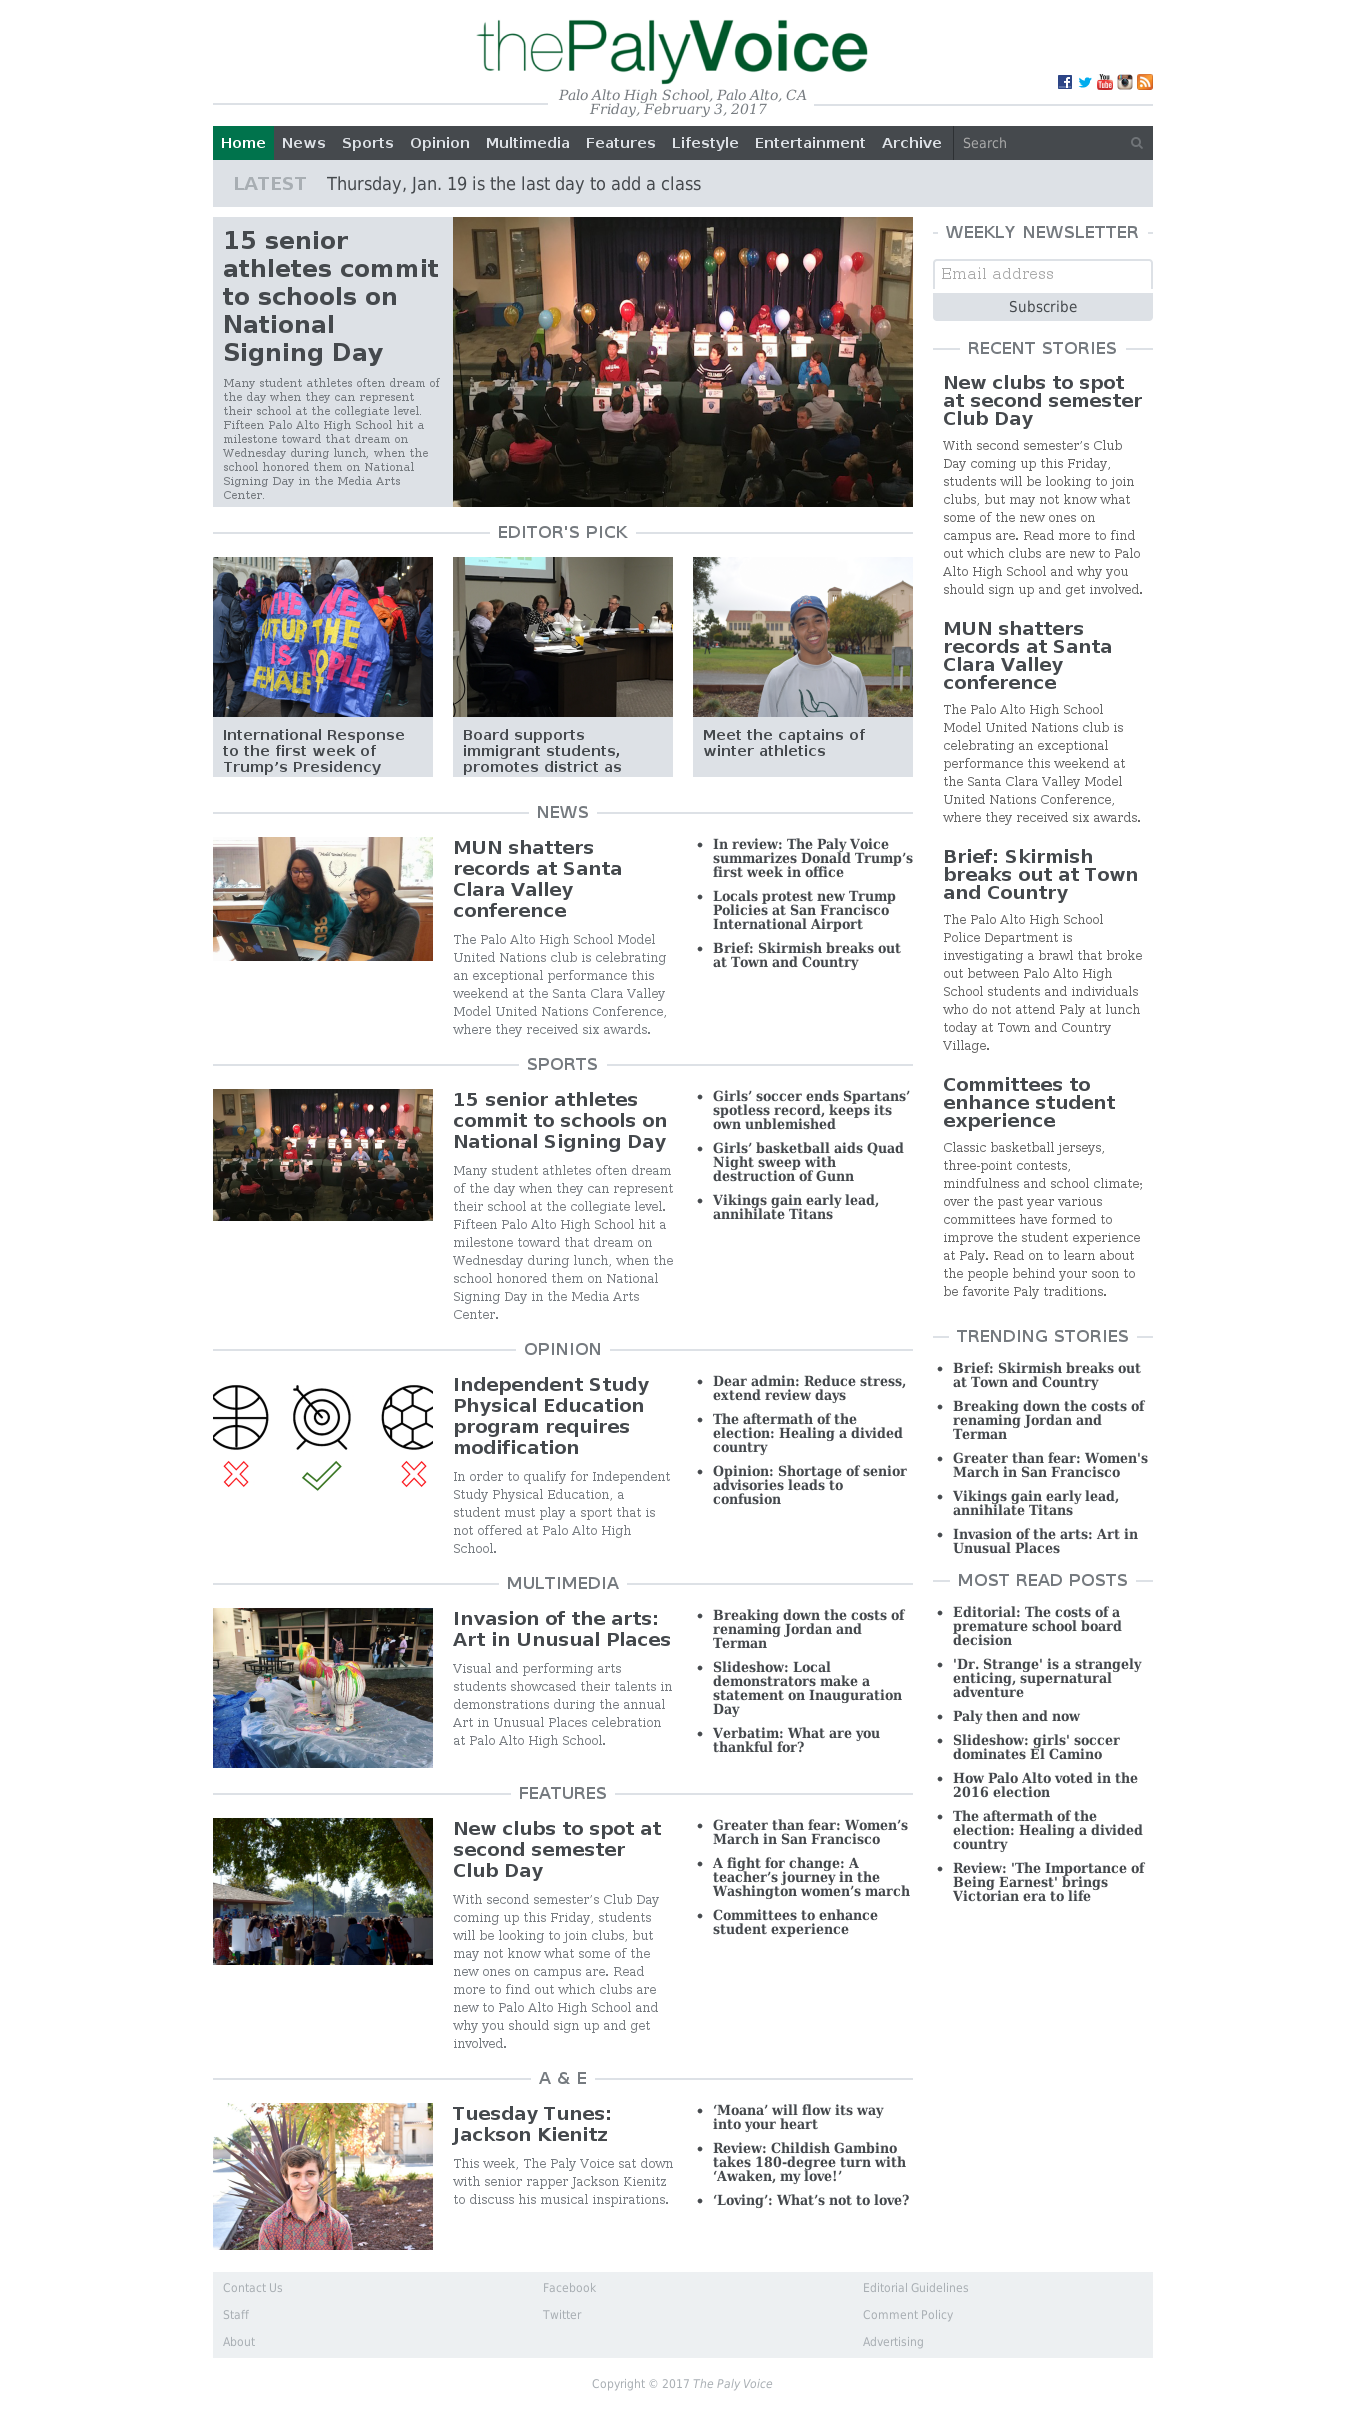 thePalyVoice
Palo Alto High School, Palo Alto, CA
Friday, February 3, 2017
Home News Sports Opinion Multimedia Features Lifestyle Entertainment Archive Search
LATEST Thursday, Jan. 19 is the last day to add a class
15 senior
athletes commit
to schools on
National
Signing Day
Many student athletes often dream of
the day when they can represent
their school at the collegiate level.
Fifteen Palo Alto High School hit a
milestone toward that dream on
Wednesday during lunch, when the
school honored them on National
Signing Day in the Media Arts
Center.
EDITOR'S PICK
THE
FUTURE
IS
FEMALE
WE
THE
PEOPLE
International Response
to the first week of
Trump’s Presidency
Board supports
immigrant students,
promotes district as
Meet the captains of
winter athletics
NEWS
MUN shatters
records at Santa
Clara Valley
conference
The Palo Alto High School Model
United Nations club is celebrating
an exceptional performance this
weekend at the Santa Clara Valley
Model United Nations Conference,
where they received six awards.
In review: The Paly Voice
summarizes Donald Trump’s
first week in office
Locals protest new Trump
Policies at San Francisco
International Airport
Brief: Skirmish breaks out
at Town and Country
SPORTS
15 senior athletes
commit to schools on
National Signing Day
Many student athletes often dream
of the day when they can represent
their school at the collegiate level.
Fifteen Palo Alto High School hit a
milestone toward that dream on
Wednesday during lunch, when the
school honored them on National
Signing Day in the Media Arts
Center.
Girls’ soccer ends Spartans’
spotless record, keeps its
own unblemished
Girls’ basketball aids Quad
Night sweep with
destruction of Gunn
Vikings gain early lead,
annihilate Titans
OPINION
Independent Study
Physical Education
program requires
modification
In order to qualify for Independent
Study Physical Education, a
student must play a sport that is
not offered at Palo Alto High
School.
Dear admin: Reduce stress,
extend review days
The aftermath of the
election: Healing a divided
country
Opinion: Shortage of senior
advisories leads to
confusion
MULTIMEDIA
Invasion of the arts:
Art in Unusual Places
Visual and performing arts
students showcased their talents in
demonstrations during the annual
Art in Unusual Places celebration
at Palo Alto High School.
Breaking down the costs of
renaming Jordan and
Terman
Slideshow: Local
demonstrators make a
statement on Inauguration
Day
Verbatim: What are you
thankful for?
FEATURES
New clubs to spot at
second semester
Club Day
With second semester’s Club Day
coming up this Friday, students
will be looking to join clubs, but
may not know what some of the
new ones on campus are. Read
more to find out which clubs are
new to Palo Alto High School and
why you should sign up and get
involved.
Greater than fear: Women’s
March in San Francisco
A fight for change: A
teacher’s journey in the
Washington women’s march
Committees to enhance
student experience
A & E
Tuesday Tunes:
Jackson Kienitz
This week, The Paly Voice sat down
with senior rapper Jackson Kienitz
to discuss his musical inspirations.
‘Moana’ will flow its way
into your heart
Review: Childish Gambino
takes 180-degree turn with
‘Awaken, my love!’
‘Loving’: What’s not to love?
WEEKLY NEWSLETTER
Email address
Subscribe
RECENT STORIES
New clubs to spot
at second semester
Club Day
With second semester’s Club
Day coming up this Friday,
students will be looking to join
clubs, but may not know what
some of the new ones on
campus are. Read more to find
out which clubs are new to Palo
Alto High School and why you
should sign up and get involved.
MUN shatters
records at Santa
Clara Valley
conference
The Palo Alto High School
Model United Nations club is
celebrating an exceptional
performance this weekend at
the Santa Clara Valley Model
United Nations Conference,
where they received six awards.
Brief: Skirmish
breaks out at Town
and Country
The Palo Alto High School
Police Department is
investigating a brawl that broke
out between Palo Alto High
School students and individuals
who do not attend Paly at lunch
today at Town and Country
Village.
Committees to
enhance student
experience
Classic basketball jerseys,
three-point contests,
mindfulness and school climate;
over the past year various
committees have formed to
improve the student experience
at Paly. Read on to learn about
the people behind your soon to
be favorite Paly traditions.
TRENDING STORIES
Brief: Skirmish breaks out
at Town and Country
Breaking down the costs of
renaming Jordan and
Terman
Greater than fear: Women's
March in San Francisco
Vikings gain early lead,
annihilate Titans
Invasion of the arts: Art in
Unusual Places
MOST READ POSTS
Editorial: The costs of a
premature school board
decision
'Dr. Strange' is a strangely
enticing, supernatural
adventure
Paly then and now
Slideshow: girls' soccer
dominates El Camino
How Palo Alto voted in the
2016 election
The aftermath of the
election: Healing a divided
country
Review: 'The Importance of
Being Earnest' brings
Victorian era to life
Contact Us
Staff
About
Facebook
Twitter
Editorial Guidelines
Comment Policy
Advertising
Copyright © 2017 The Paly Voice